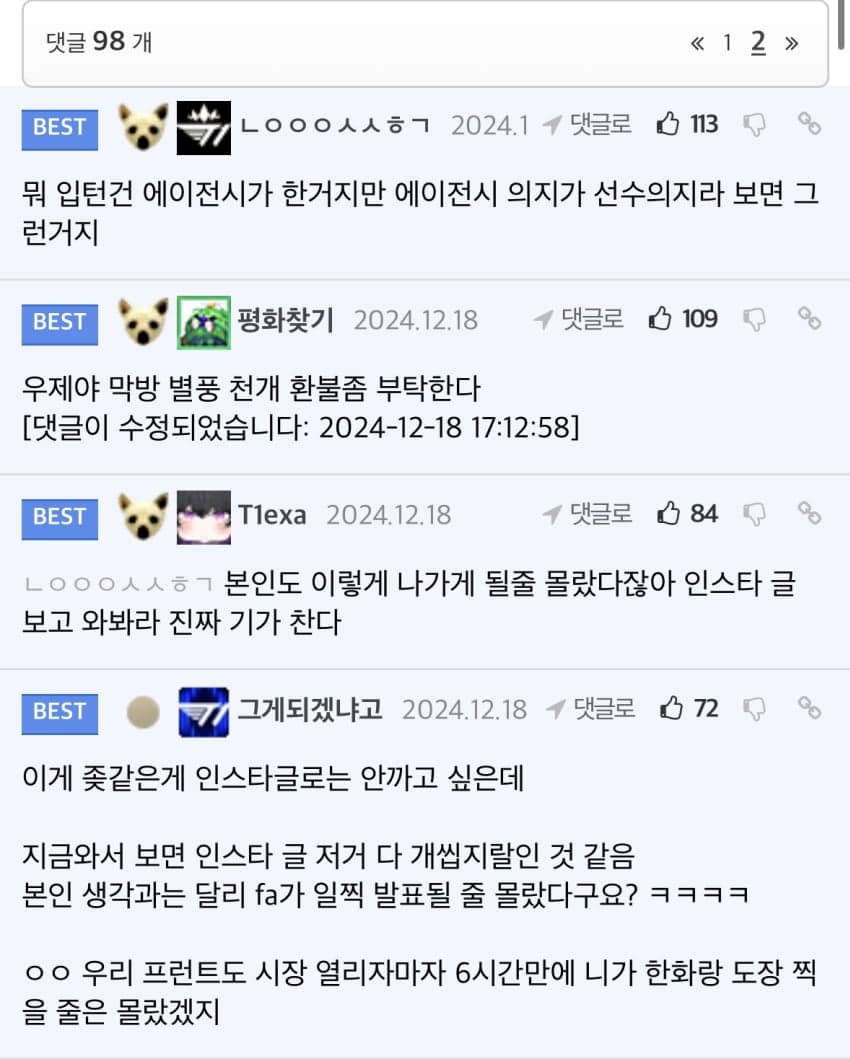 댓글 98 개
« 1 2 »
BEST ㄴㅇㅇㅇㅅㅅㅎㄱ 2024.1 댓글로 113
뭐 입턴건 에이전시가 한거지만 에이전시 의지가 선수의지라 보면 그
런거지
BEST 평화찾기 2024.12.18 댓글로 109
우제야 막방 별풍 천개 환불좀 부탁한다
[댓글이 수정되었습니다: 2024-12-18 17:12:58]
BEST T1exa 2024.12.18 댓글로 84
ㄴㅇㅇㅇㅅㅅㅎㄱ 본인도 이렇게 나가게 될줄 몰랐다잖아 인스타 글
보고 와봐라 진짜 기가 찬다
BEST 그게되겠냐고 2024.12.18 댓글로 72
이게 좆같은게 인스타글로는 안까고 싶은데
지금와서 보면 인스타 글 저거 다 개씹지랄인 것 같음
본인 생각과는 달리 fa가 일찍 발표될 줄 몰랐다구요? ㅋㅋㅋㅋ
ㅇㅇ 우리 프런트도 시장 열리자마자 6시간만에 니가 한화랑 도장 찍
을 줄은 몰랐겠지